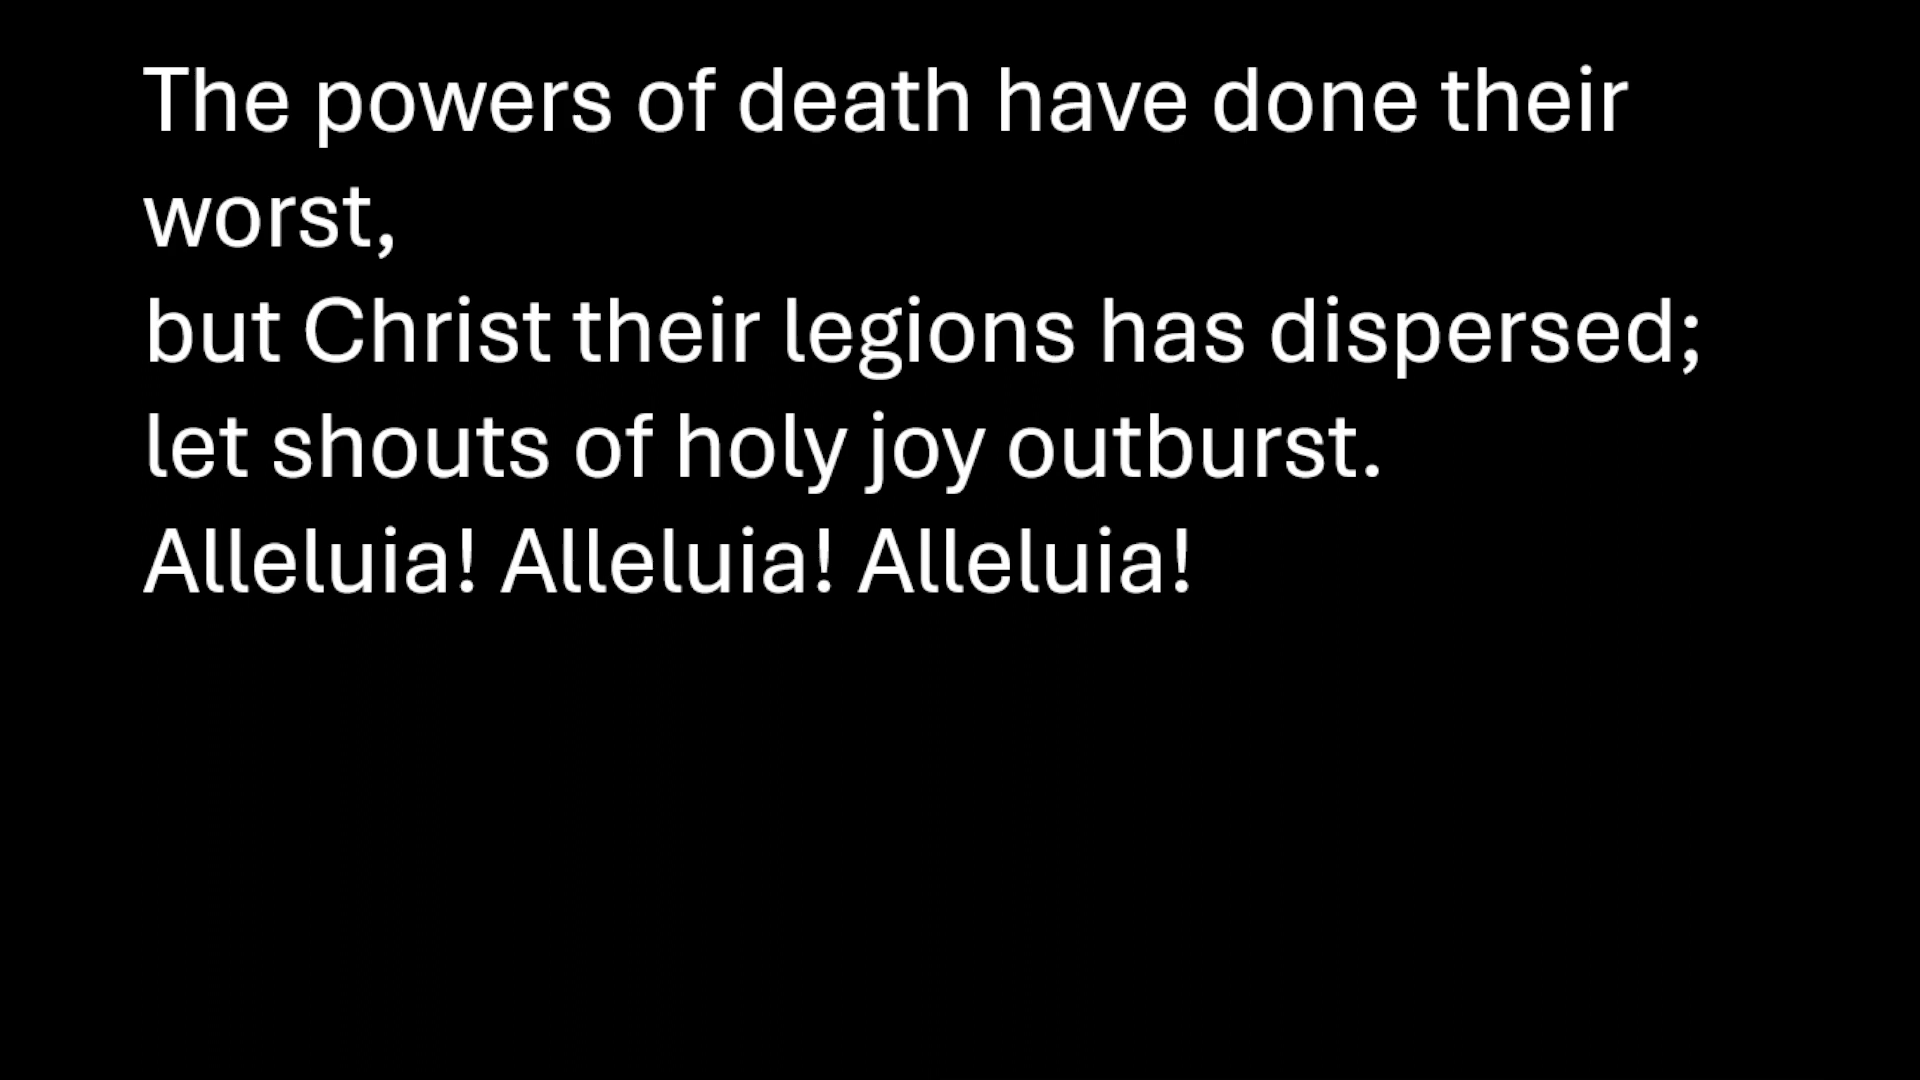 The powers of death have done their
worst,
but Christ their legions has dispersed;
let shouts of holy joy outburst.
Alleluia! Alleluia! Alleluia!